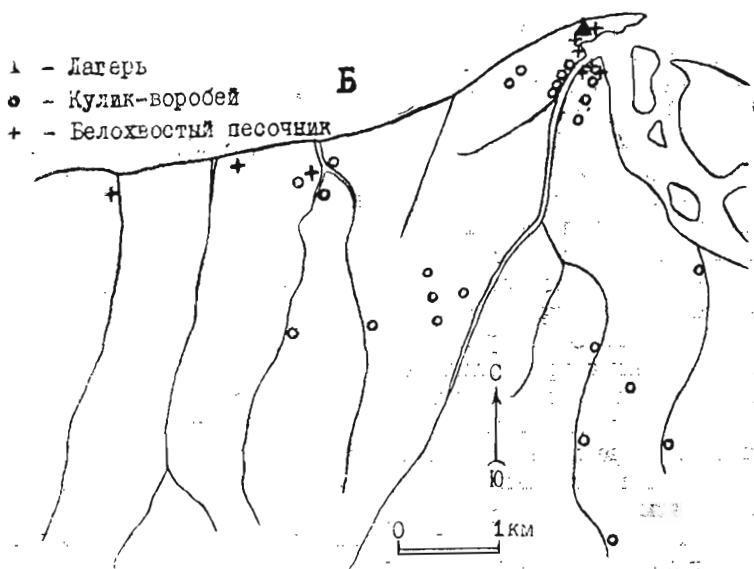 ▲ - Лагерь
Б
о - Кулик-воробей
+ - Белохвостый песочник
С
Ю
0 1км